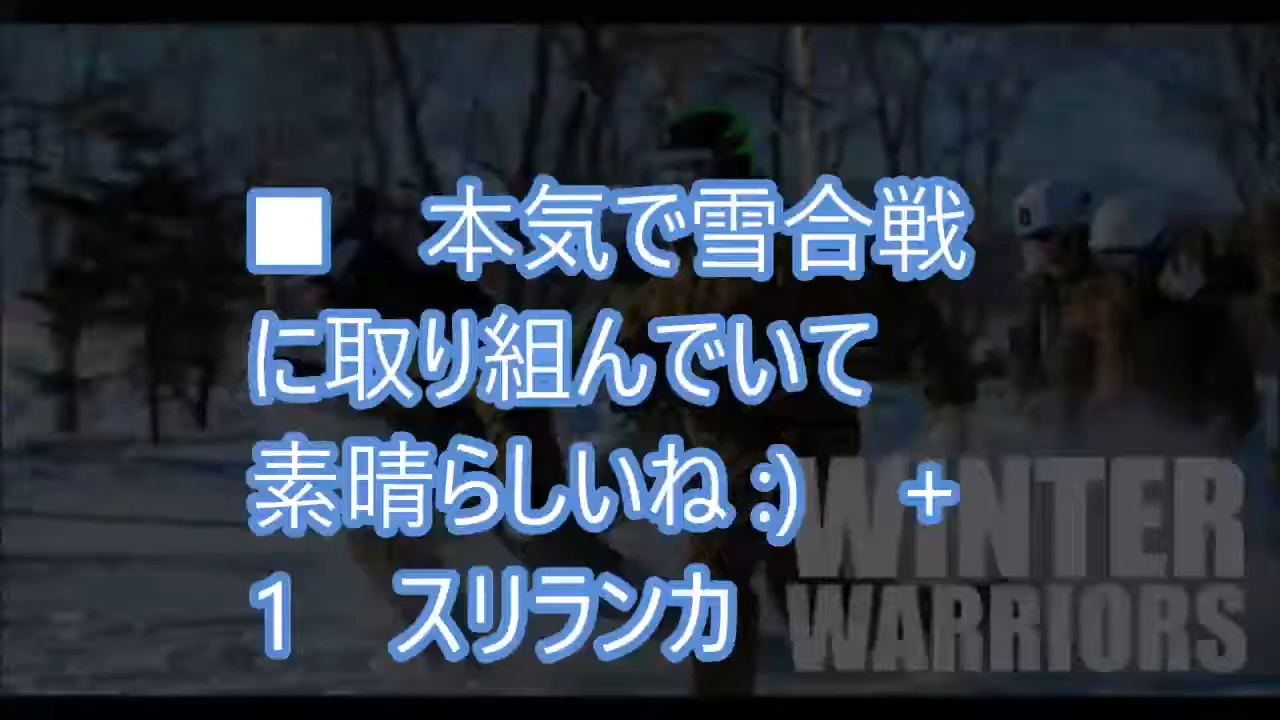 ■　本気で雪合戦
に取り組んでいて
素晴らしいね :)　+
1　スリランカ
WINTER
WARRIORS